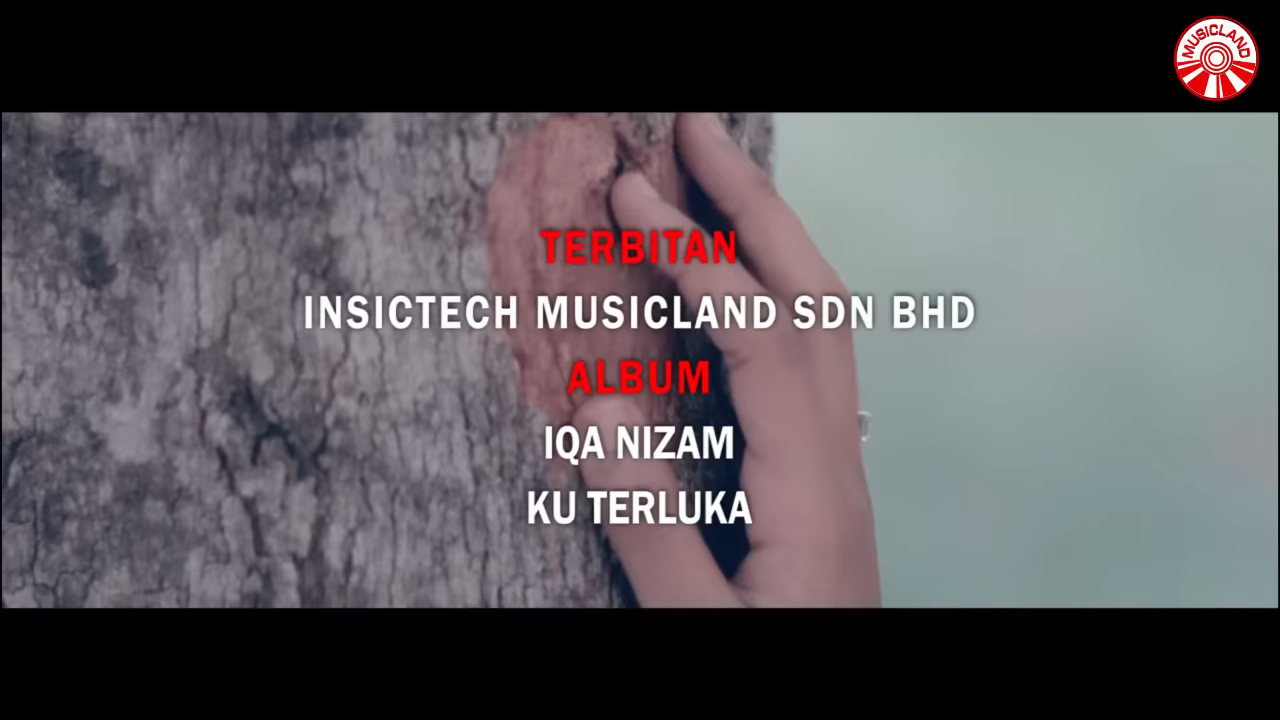 MUSICLAND
TERBITAN
INSICTECH MUSICLAND SDN BHD
ALBUM
IQA NIZAM
KU TERLUKA